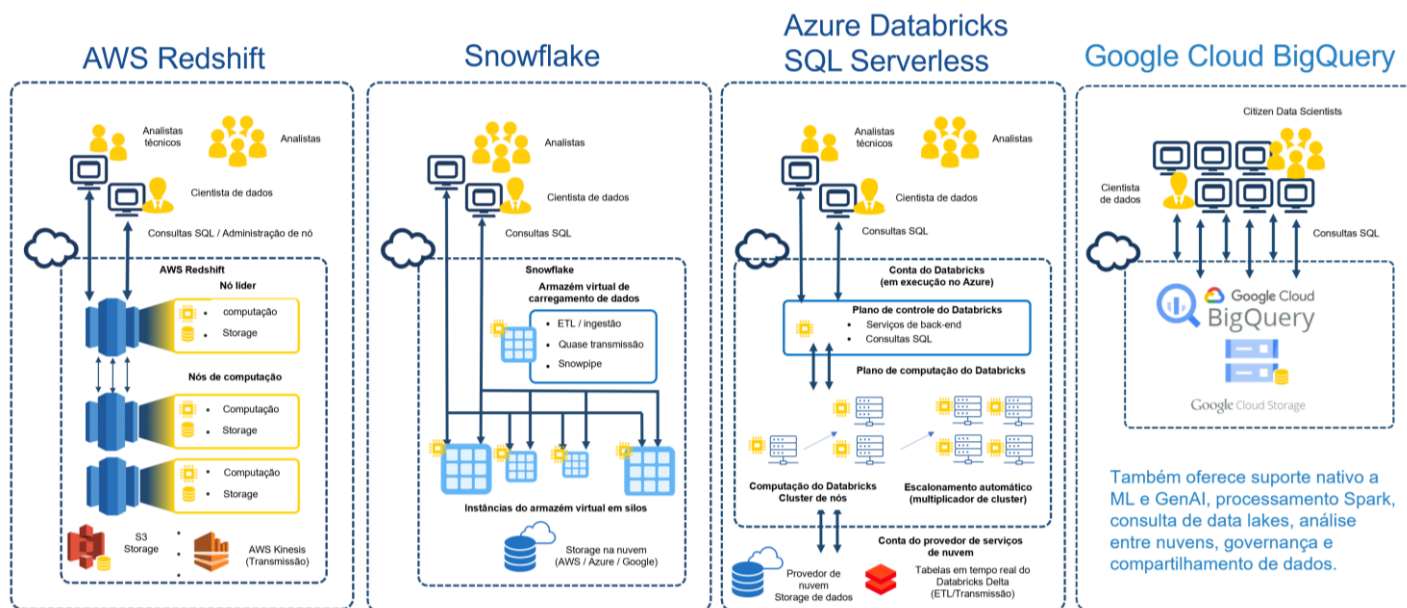 AWS Redshift
Analistas
técnicos
Analistas
Cientista de dados
Consultas SQL / Administração de nó
AWS Redshift
Nó líder
• computação
• Storage
Nós de computação
• Computação
• Storage
• Computação
• Storage
S3
Storage
•
•
AWS Kinesis
(Transmissão)
Snowflake
Analistas
Cientista de dados
Consultas SQL
Snowflake
Armazém virtual de
carregamento de dados
• ETL / ingestão
• Quase transmissão
• Snowpipe
Instâncias do armazém virtual em silos
Storage na nuvem
(AWS / Azure / Google)
Azure Databricks
SQL Serverless
Analistas
técnicos
Analistas
Cientista de dados
Consultas SQL
Conta do Databricks
(em execução no Azure)
Plano de controle do Databricks
• Serviços de back-end
• Consultas SQL
Plano de computação do Databricks
Computação do Databricks
Cluster de nós
Escalonamento automático
(multiplicador de cluster)
Conta do provedor de serviços
de nuvem
Provedor de
nuvem
Storage de dados
Tabelas em tempo real do
Databricks Delta
(ETL/Transmissão)
Google Cloud BigQuery
Citizen Data Scientists
Cientista
de dados
Consultas SQL
Google Cloud
BigQuery
Google Cloud Storage
Também oferece suporte nativo a
ML e GenAI, processamento Spark,
consulta de data lakes, análise
entre nuvens, governança e
compartilhamento de dados.